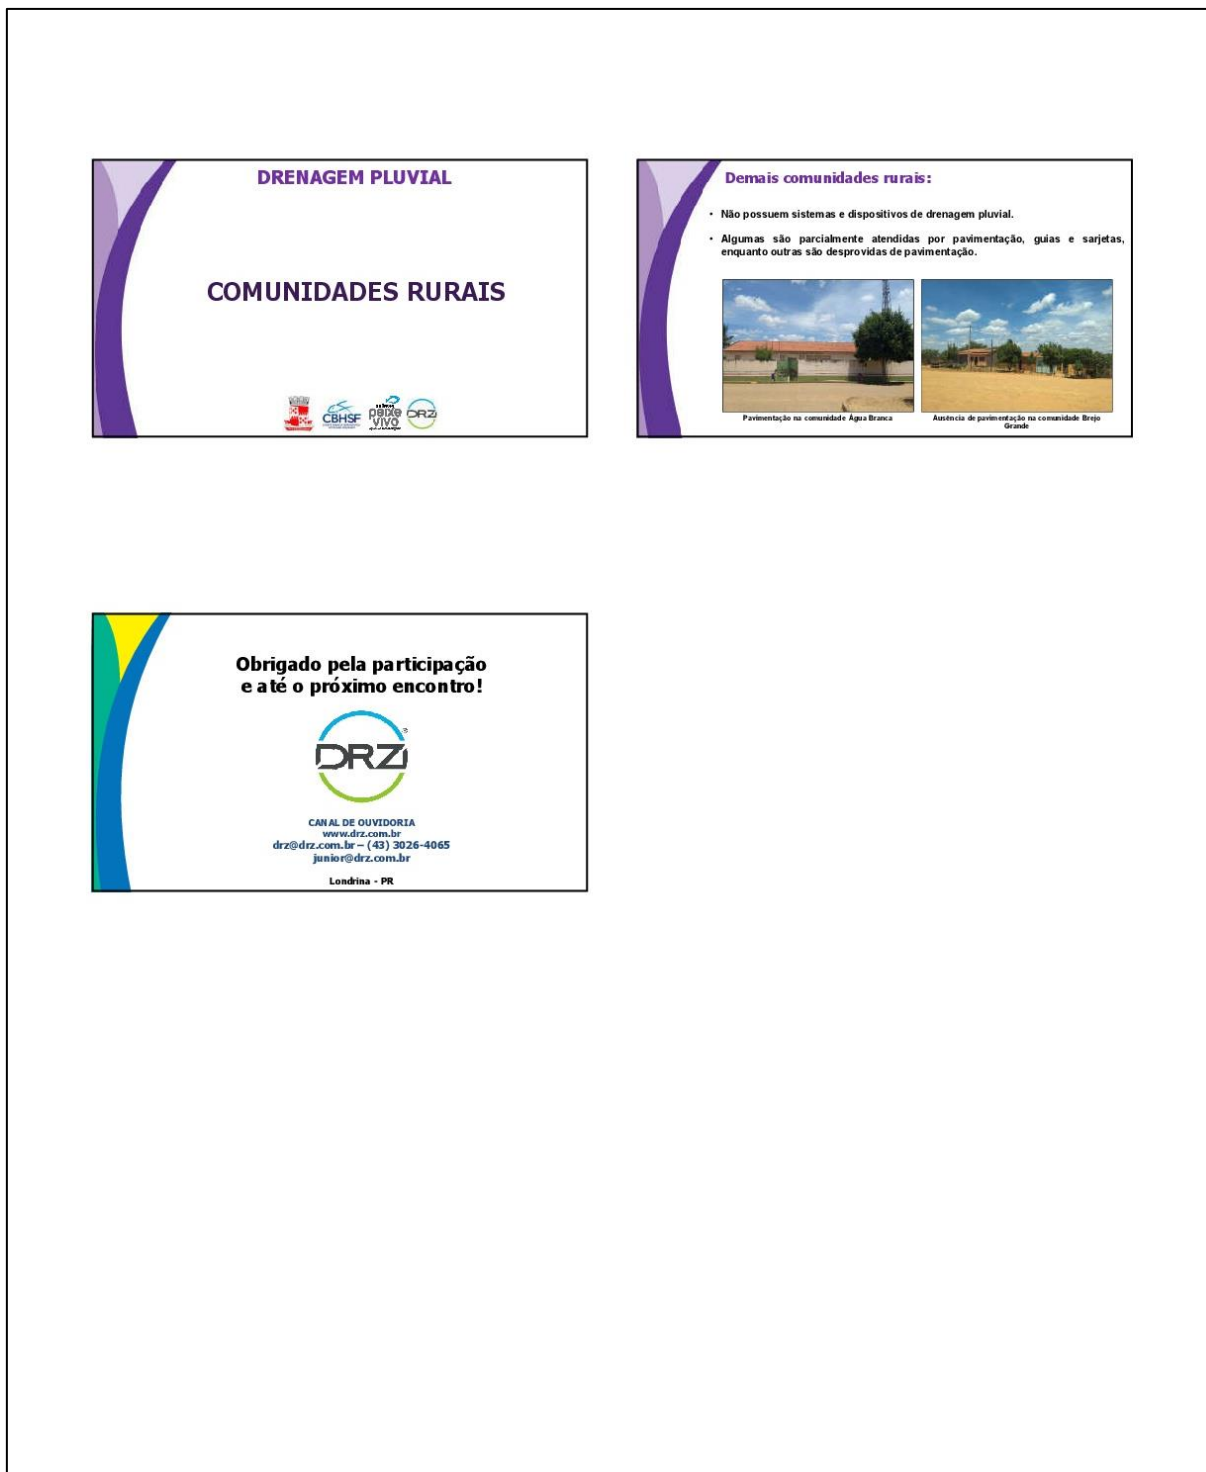 DRENAGEM PLUVIAL
COMUNIDADES RURAIS
CBHSF
peixe
vivo
DRZ
Demais comunidades rurais:
• Não possuem sistemas e dispositivos de drenagem pluvial.
• Algumas são parcialmente atendidas por pavimentação, guias e sarjetas,
enquanto outras são desprovidas de pavimentação.
Pavimentação na comunidade Água Branca
Ausência de pavimentação na comunidade Brejo
Grande
Obrigado pela participação
e até o próximo encontro!
DRZ®
CANAL DE OUVIDORIA
www.drz.com.br
drz@drz.com.br – (43) 3026-4065
junior@drz.com.br
Londrina - PR